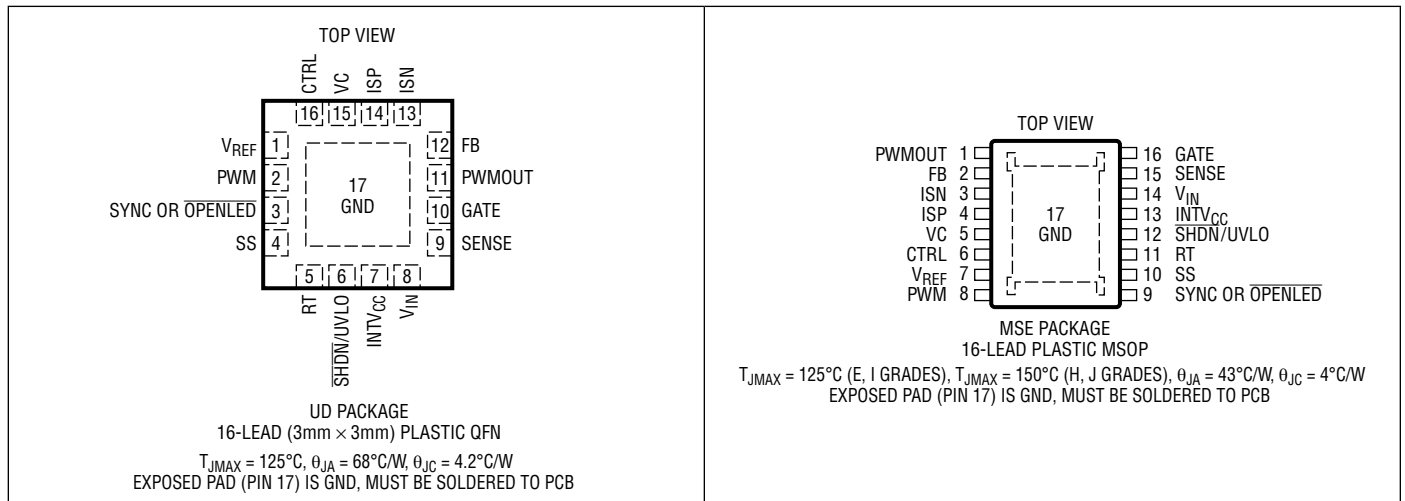 TOP VIEW
CTRL
VC
ISP
ISN
16 15 14 13
VREF 1
PWM 2
SYNC OR OPENLED 3
SS 4
17
GND
12 FB
11 PWMOUT
10 GATE
9 SENSE
5 6 7 8
RT
SHDN/UVLO
INTVCC
VIN
UD PACKAGE
16-LEAD (3mm × 3mm) PLASTIC QFN
TJMAX = 125°C, θJA = 68°C/W, θJC = 4.2°C/W
EXPOSED PAD (PIN 17) IS GND, MUST BE SOLDERED TO PCB
TOP VIEW
PWMOUT 1
FB 2
ISN 3
ISP 4
VC 5
CTRL 6
VREF 7
PWM 8
17
GND
16 GATE
15 SENSE
14 VIN
13 INTVCC
12 SHDN/UVLO
11 RT
10 SS
9 SYNC OR OPENLED
MSE PACKAGE
16-LEAD PLASTIC MSOP
TJMAX = 125°C (E, I GRADES), TJMAX = 150°C (H, J GRADES), θJA = 43°C/W, θJC = 4°C/W
EXPOSED PAD (PIN 17) IS GND, MUST BE SOLDERED TO PCB